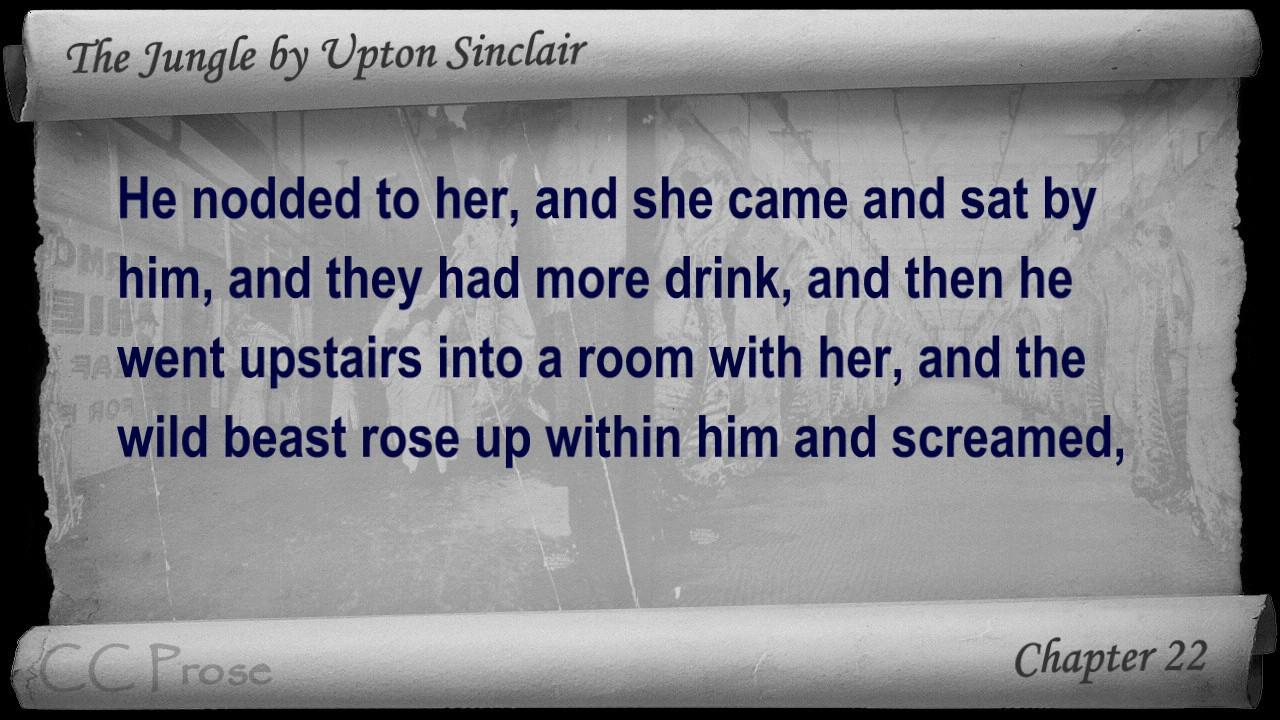 The Jungle by Upton Sinclair
He nodded to her, and she came and sat by
him, and they had more drink, and then he
went upstairs into a room with her, and the
wild beast rose up within him and screamed,
CC Prose
Chapter 22